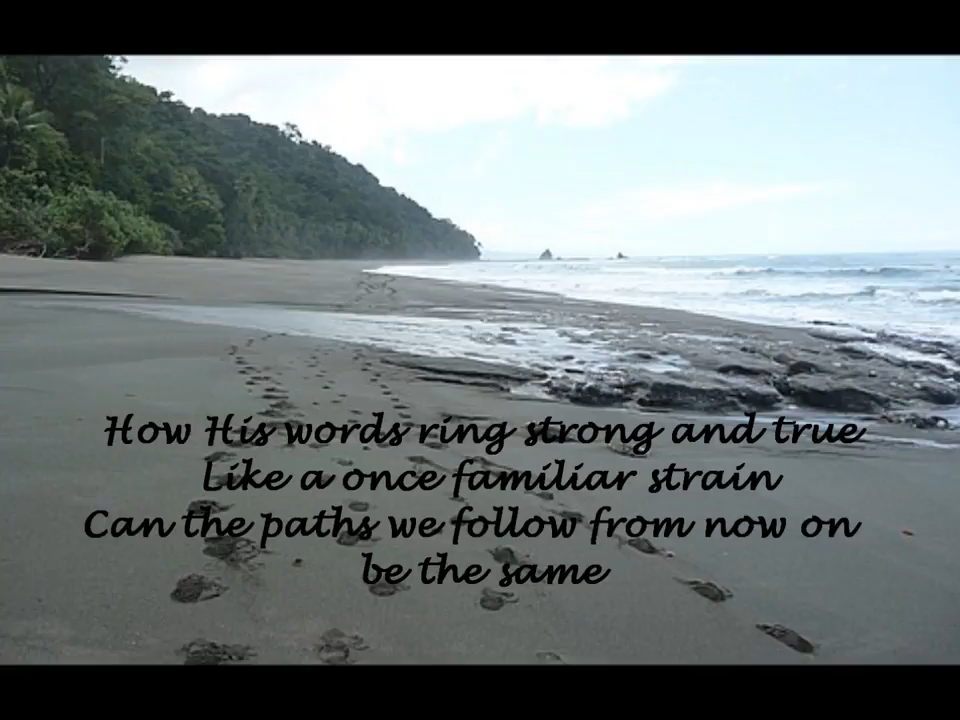 How His words ring strong and true
Like a once familiar strain
Can the paths we follow from now on
be the same